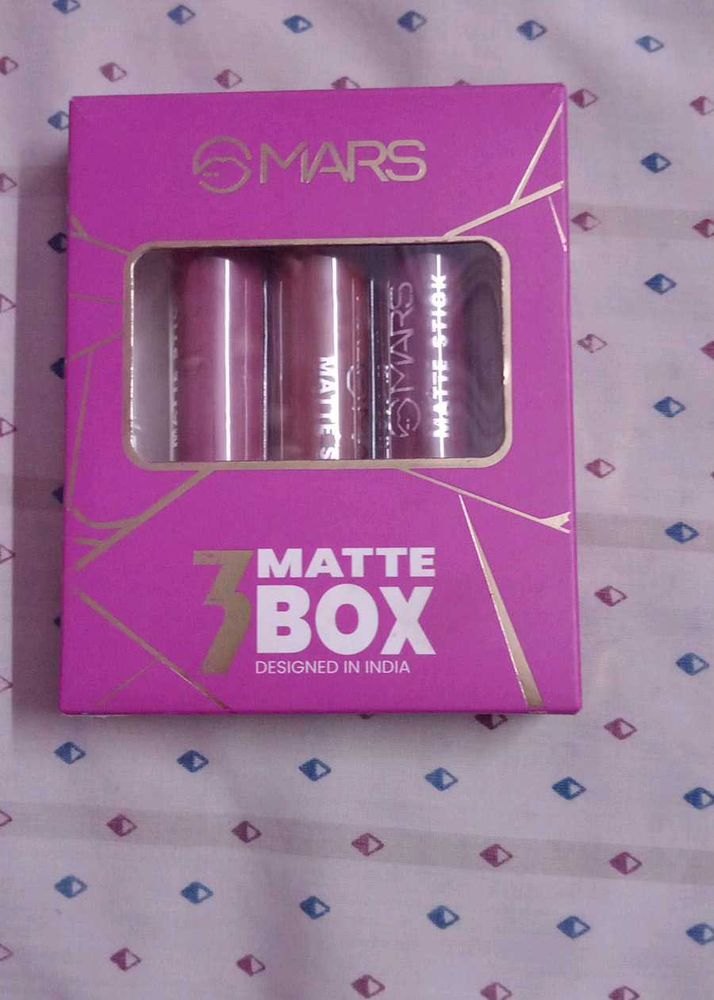 MARS
MARS
MATTE STICK
MATTE S
3 MATTE
BOX
DESIGNED IN INDIA